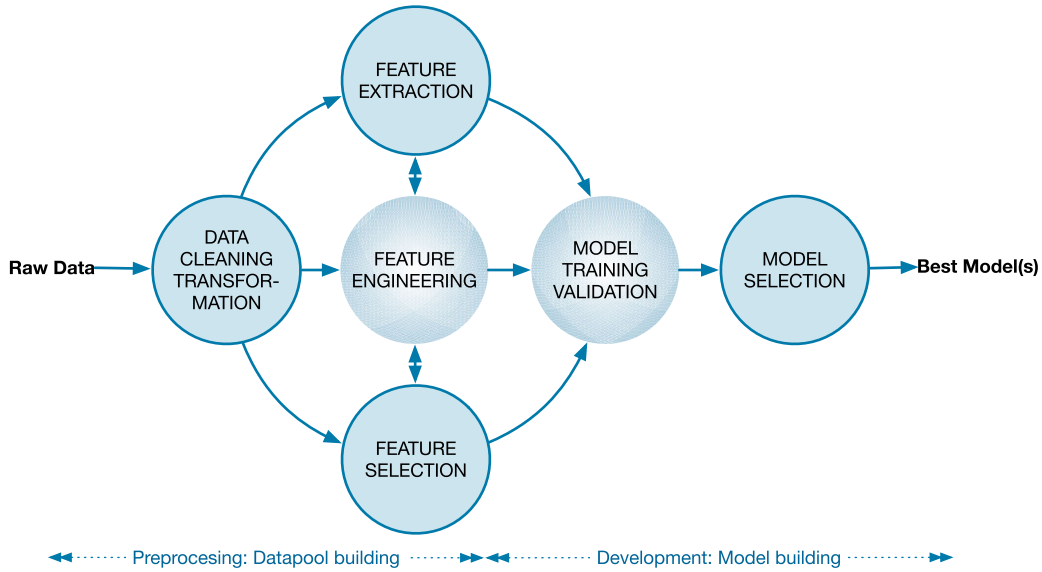 FEATURE
EXTRACTION
Raw Data
DATA
CLEANING
TRANSFOR-
MATION
FEATURE
ENGINEERING
MODEL
TRAINING
VALIDATION
MODEL
SELECTION
Best Model(s)
FEATURE
SELECTION
Preprocesing: Datapool building
Development: Model building